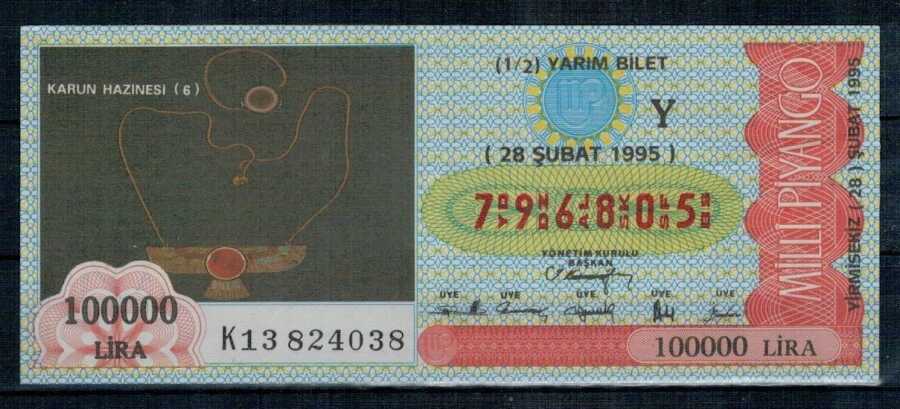 KARUN HAZINESİ (6)
100000
LİRA
K13 824038
(1/2) YARIM BİLET
MP
Y
( 28 ŞUBAT 1995 )
7 9 6 8 0 5
YÖNETİM KURULU
BAŞKAN
ÜYE ÜYE ÜYE ÜYE ÜYE
100000 LİRA
MİLLİ PİYANGO
YİRMİSEKİZ ( 28 ) ŞUBAT 1995